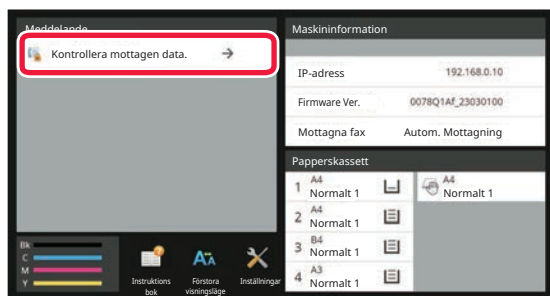 Meddelande
Kontrollera mottagen data.
Bk
C
M
Y
Instruktions
bok
Förstora
visningsläge
Inställningar
Maskininformation
IP-adress 192.168.0.10
Firmware Ver. 0078Q1Af_23030100
Mottagna fax Autom. Mottagning
Papperskassett
1 A4
Normalt 1
2 A4
Normalt 1
3 B4
Normalt 1
4 A3
Normalt 1
A4
Normalt 1